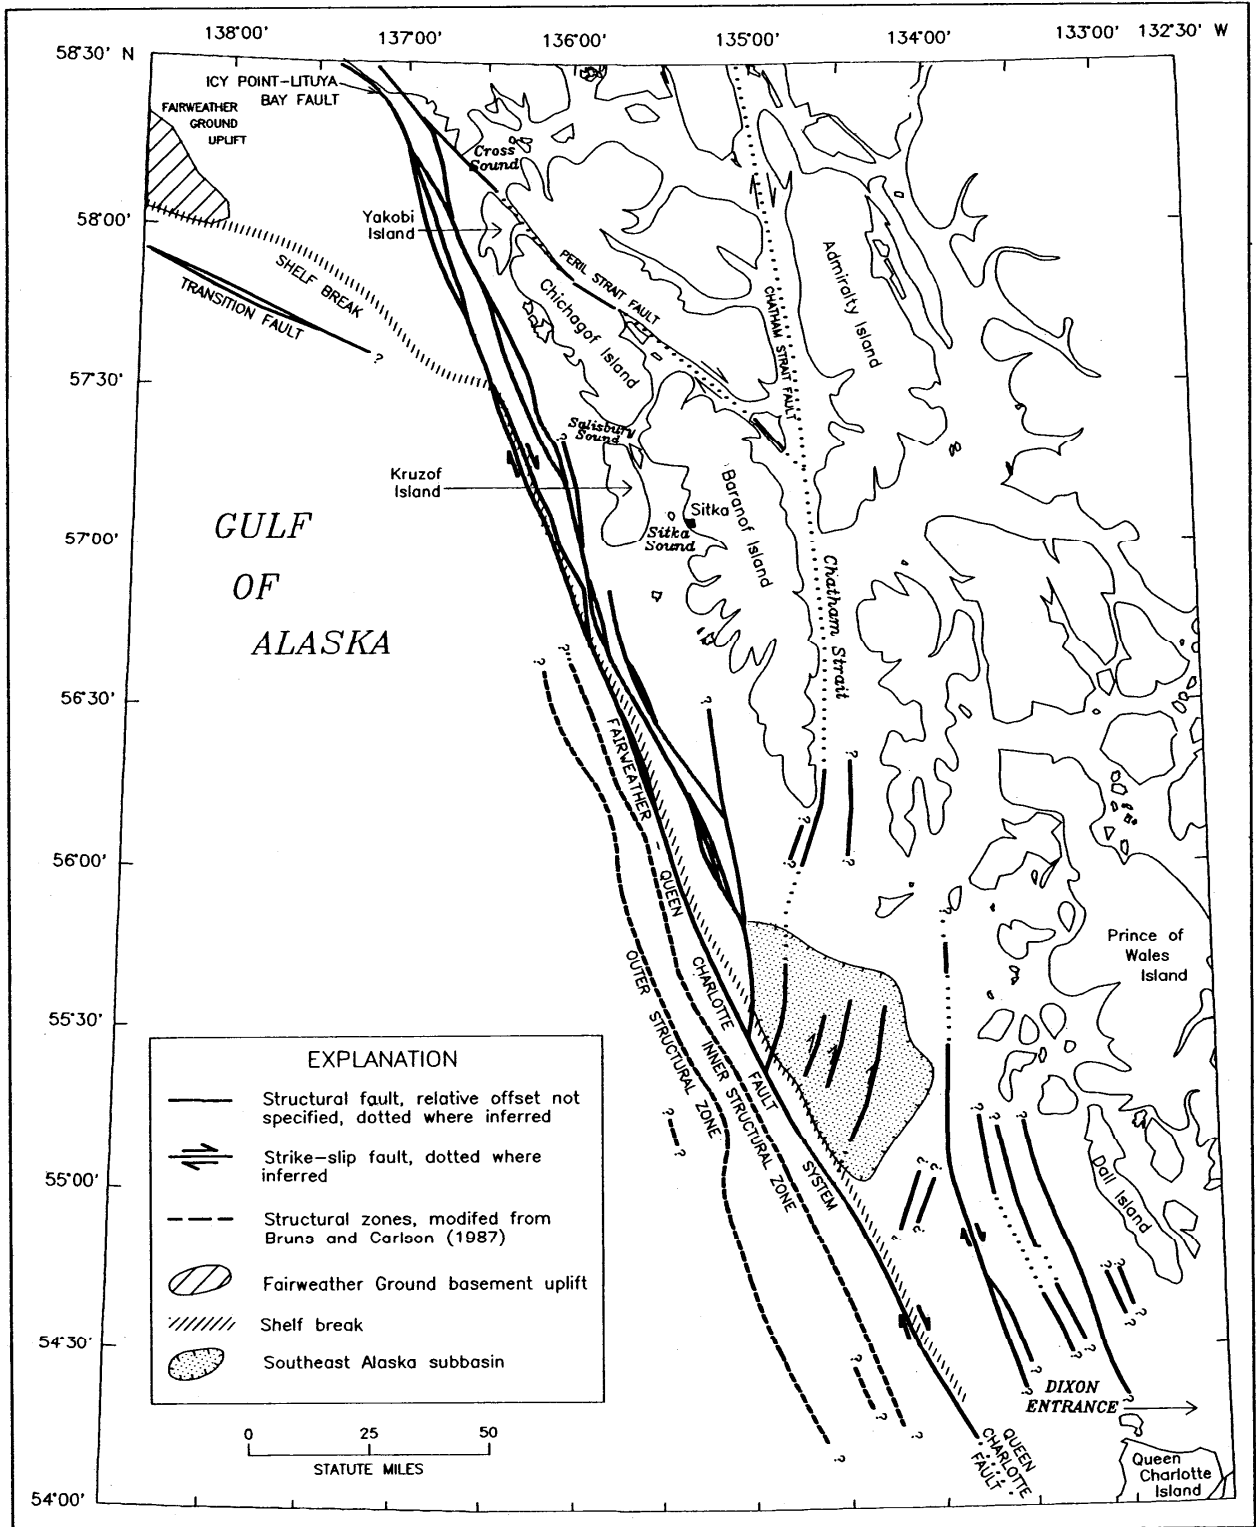 138°00'
137°00'
136°00'
135°00'
134°00'
133°00'
132°30' W
58°30' N
ICY POINT-LITUYA
BAY FAULT
FAIRWEATHER
GROUND
UPLIFT
Cross
Sound
58°00'
Yakobi
Island
SHELF BREAK
TRANSITION FAULT
?
PERIL STRAIT FAULT
CHATHAM STRAIT FAULT
Admiralty Island
Chichagof Island
57°30'
Salisbury
Sound
?
Kruzof
Island
Baranof Island
Sitka
Sitka
Sound
57°00'
GULF
OF
ALASKA
Chatham Strait
?
?
56°30'
?
?
FAIRWEATHER
?
?
?
56°00'
QUEEN
?
Prince of
Wales
Island
OUTER STRUCTURAL ZONE
CHARLOTTE
55°30'
INNER STRUCTURAL ZONE
FAULT
SYSTEM
?
?
?
?
?
55°00'
?
?
?
?
Dall Island
?
?
?
?
54°30'
?
?
?
?
?
?
?
?
DIXON
ENTRANCE
QUEEN
CHARLOTTE
FAULT
Queen
Charlotte
Island
54°00'
EXPLANATION
Structural fault, relative offset not
specified, dotted where inferred
Strike-slip fault, dotted where
inferred
Structural zones, modifed from
Bruns and Carlson (1987)
Fairweather Ground basement uplift
Shelf break
Southeast Alaska subbasin
0
25
50
STATUTE MILES